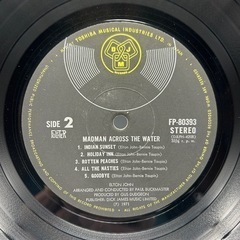 TOSHIBA MUSICAL INDUSTRIES LTD.
DJM
SIDE 2
FP-80393
STEREO
MADMAN ACROSS THE WATER
1. INDIAN SUNSET (Elton John-Bernie Taupin)
2. HOLIDAY INN (Elton John-Bernie Taupin)
3. ROTTEN PEACHES (Elton John-Bernie Taupin)
4. ALL THE NASTIES (Elton John-Bernie Taupin)
5. GOODBYE (Elton John-Bernie Taupin)
ELTON JOHN
ARRANGED AND CONDUCTED BY PAUL BUCKMASTER
PRODUCED BY GUS DUDGEON
PUBLISHER: DICK JAMES MUSIC LIMITED
℗ 1971